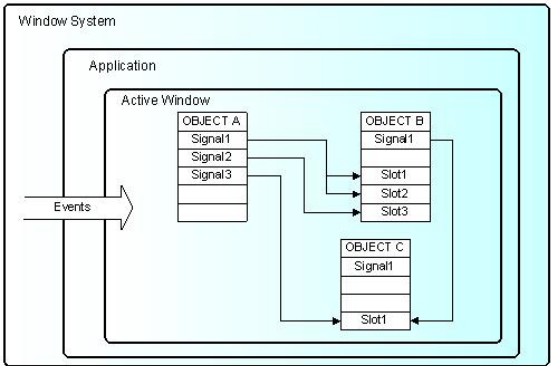 Window System
Application
Active Window
OBJECT A
Signal1
Signal2
Signal3
OBJECT B
Signal1
Slot1
Slot2
Slot3
Events
OBJECT C
Signal1
Slot1